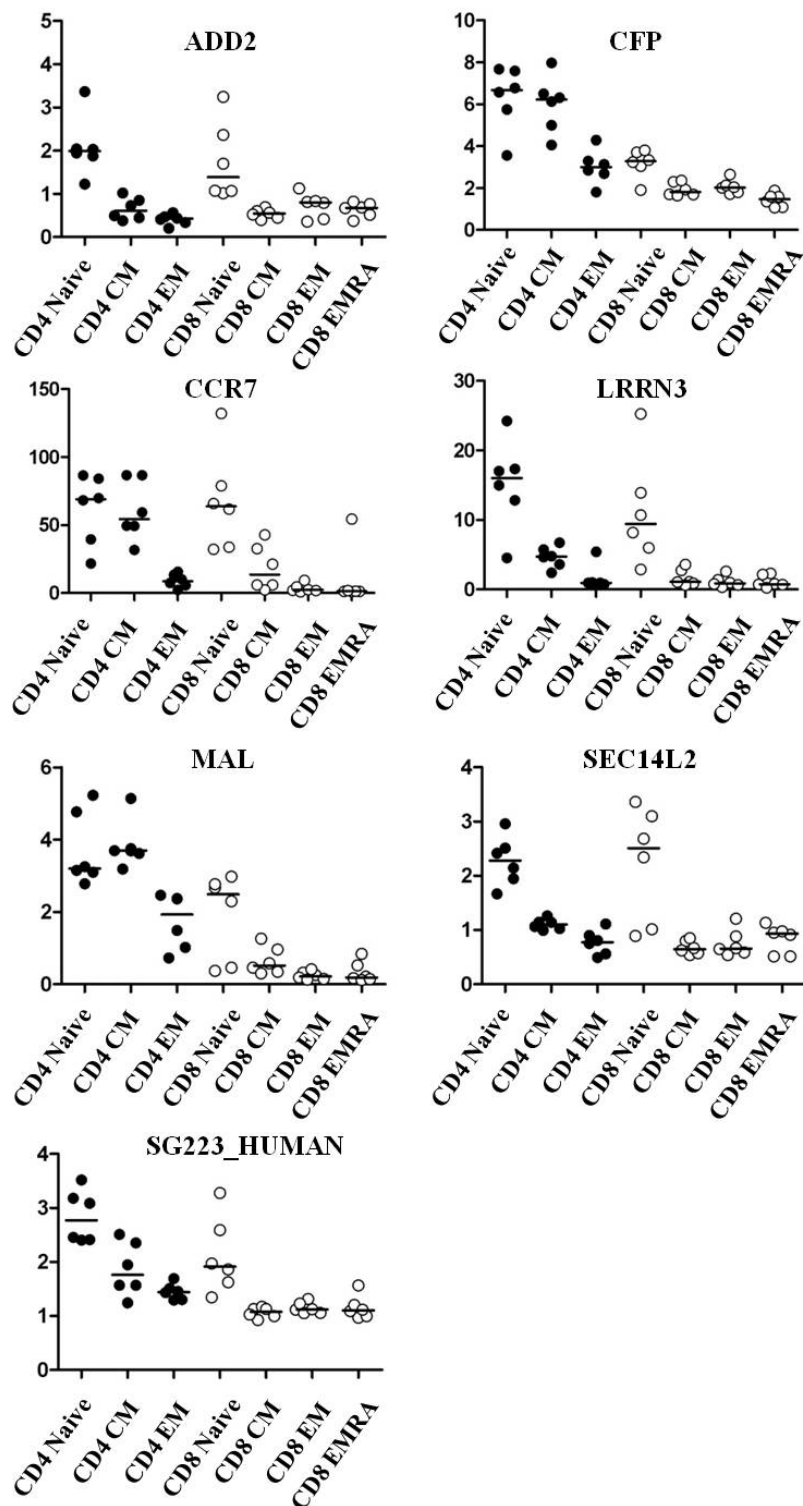 ADD2
5
4
3
2
1
0
CD4 Naive
CD4 CM
CD4 EM
CD8 Naive
CD8 CM
CD8 EM
CD8 EMRA
CFP
10
8
6
4
2
0
CD4 Naive
CD4 CM
CD4 EM
CD8 Naive
CD8 CM
CD8 EM
CD8 EMRA
CCR7
150
100
50
0
CD4 Naive
CD4 CM
CD4 EM
CD8 Naive
CD8 CM
CD8 EM
CD8 EMRA
LRRN3
30
20
10
0
CD4 Naive
CD4 CM
CD4 EM
CD8 Naive
CD8 CM
CD8 EM
CD8 EMRA
MAL
6
4
2
0
CD4 Naive
CD4 CM
CD4 EM
CD8 Naive
CD8 CM
CD8 EM
CD8 EMRA
SEC14L2
4
3
2
1
0
CD4 Naive
CD4 CM
CD4 EM
CD8 Naive
CD8 CM
CD8 EM
CD8 EMRA
SG223_HUMAN
4
3
2
1
0
CD4 Naive
CD4 CM
CD4 EM
CD8 Naive
CD8 CM
CD8 EM
CD8 EMRA